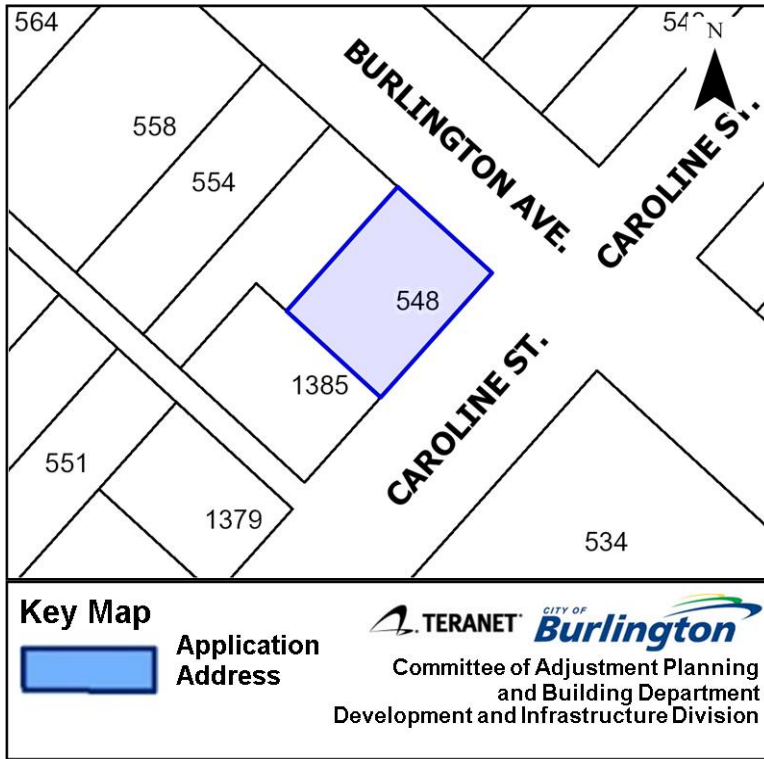 564
N
558
554
BURLINGTON AVE.
CAROLINE ST.
548
1385
CAROLINE ST.
551
1379
534
Key Map
Application
Address
TERANET
CITY OF
Burlington
Committee of Adjustment Planning
and Building Department
Development and Infrastructure Division